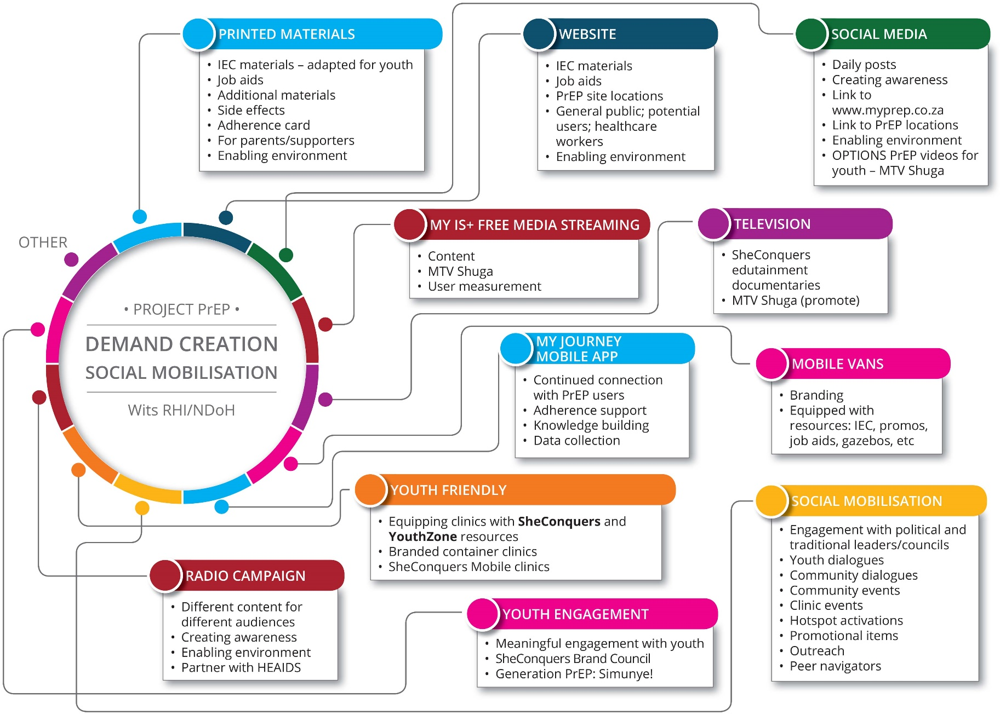 PRINTED MATERIALS
• IEC materials – adapted for youth
• Job aids
• Additional materials
• Side effects
• Adherence card
• For parents/supporters
• Enabling environment
WEBSITE
• IEC materials
• Job aids
• PrEP site locations
• General public; potential
users; healthcare
workers
• Enabling environment
SOCIAL MEDIA
• Daily posts
• Creating awareness
• Link to
www.myprep.co.za
• Link to PrEP locations
• Enabling environment
• OPTIONS PrEP videos for
youth – MTV Shuga
OTHER
• PROJECT PrEP •
DEMAND CREATION
SOCIAL MOBILISATION
Wits RHI/NDoH
MY IS+ FREE MEDIA STREAMING
• Content
• MTV Shuga
• User measurement
TELEVISION
• SheConquers
edutainment
documentaries
• MTV Shuga (promote)
MY JOURNEY
MOBILE APP
• Continued connection
with PrEP users
• Adherence support
• Knowledge building
• Data collection
MOBILE VANS
• Branding
• Equipped with
resources: IEC, promos,
job aids, gazebos, etc
YOUTH FRIENDLY
• Equipping clinics with SheConquers and
YouthZone resources
• Branded container clinics
• SheConquers Mobile clinics
SOCIAL MOBILISATION
• Engagement with political and
traditional leaders/councils
• Youth dialogues
• Community dialogues
• Community events
• Clinic events
• Hotspot activations
• Promotional items
• Outreach
• Peer navigators
RADIO CAMPAIGN
• Different content for
different audiences
• Creating awareness
• Enabling environment
• Partner with HEAIDS
YOUTH ENGAGEMENT
• Meaningful engagement with youth
• SheConquers Brand Council
• Generation PrEP: Simunye!